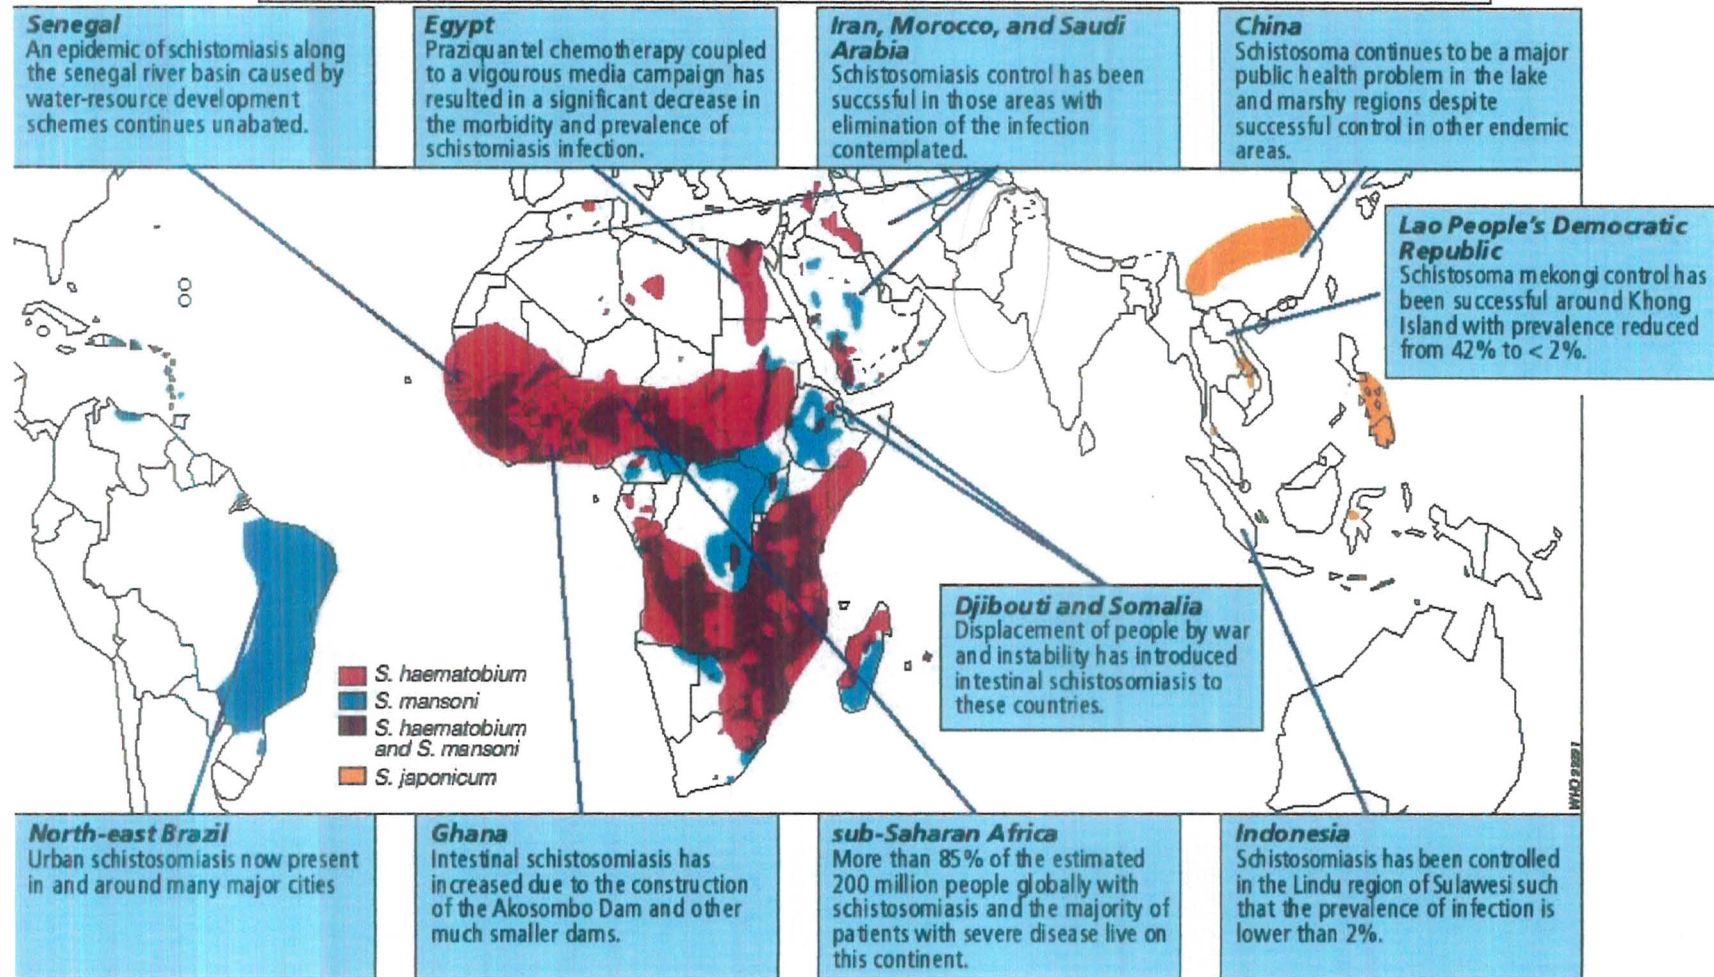 Senegal
An epidemic of schistomiasis along
the senegal river basin caused by
water-resource development
schemes continues unabated.
Egypt
Praziquantel chemotherapy coupled
to a vigourous media campaign has
resulted in a significant decrease in
the morbidity and prevalence of
schistomiasis infection.
Iran, Morocco, and Saudi
Arabia
Schistosomiasis control has been
succssful in those areas with
elimination of the infection
contemplated.
China
Schistosoma continues to be a major
public health problem in the lake
and marshy regions despite
successful control in other endemic
areas.
Lao People's Democratic
Republic
Schistosoma mekongi control has
been successful around Khong
Island with prevalence reduced
from 42% to < 2%.
Djibouti and Somalia
Displacement of people by war
and instability has introduced
intestinal schistosomiasis to
these countries.
S. haematobium
S. mansoni
S. haematobium
and S. mansoni
S. japonicum
North-east Brazil
Urban schistosomiasis now present
in and around many major cities
Ghana
Intestinal schistosomiasis has
increased due to the construction
of the Akosombo Dam and other
much smaller dams.
sub-Saharan Africa
More than 85% of the estimated
200 million people globally with
schistosomiasis and the majority of
patients with severe disease live on
this continent.
Indonesia
Schistosomiasis has been controlled
in the Lindu region of Sulawesi such
that the prevalence of infection is
lower than 2%.